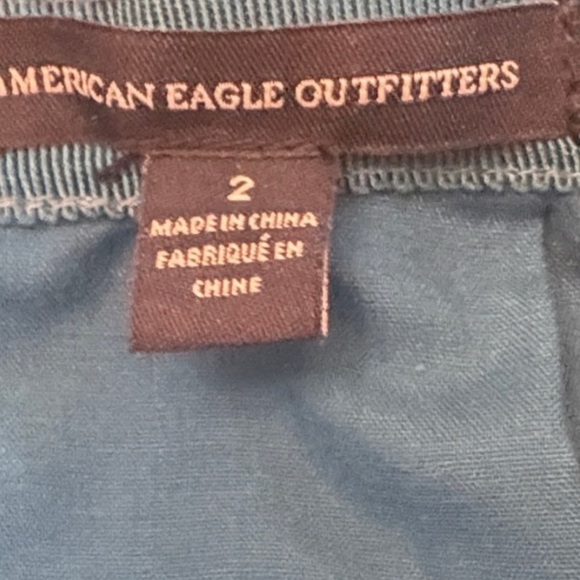 AMERICAN EAGLE OUTFITTERS
2
MADE IN CHINA
FABRIQUÉ EN
CHINE